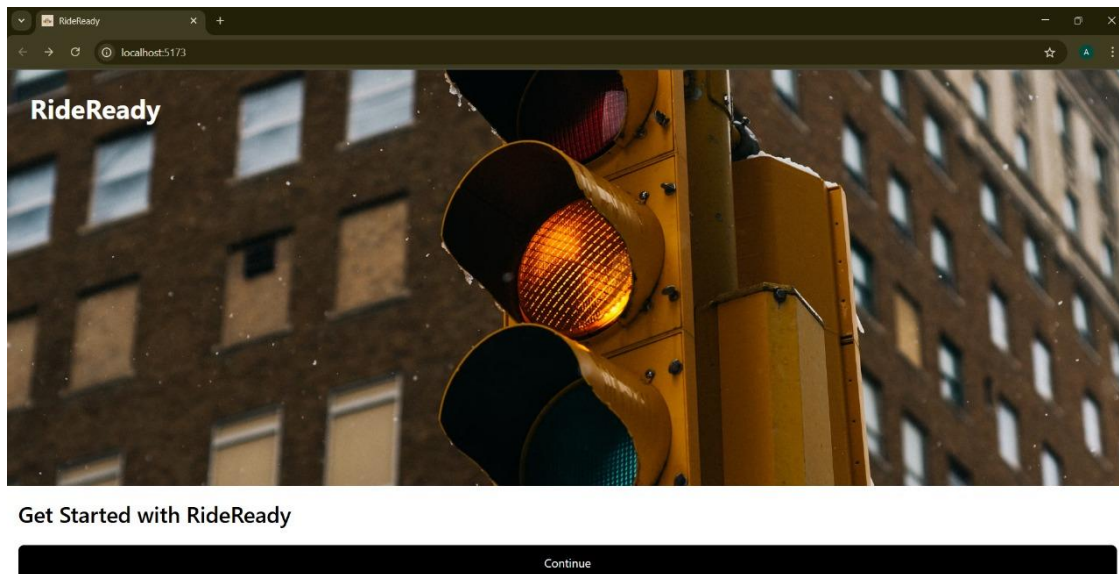 RideReady
localhost:5173
A
RideReady
Get Started with RideReady
Continue